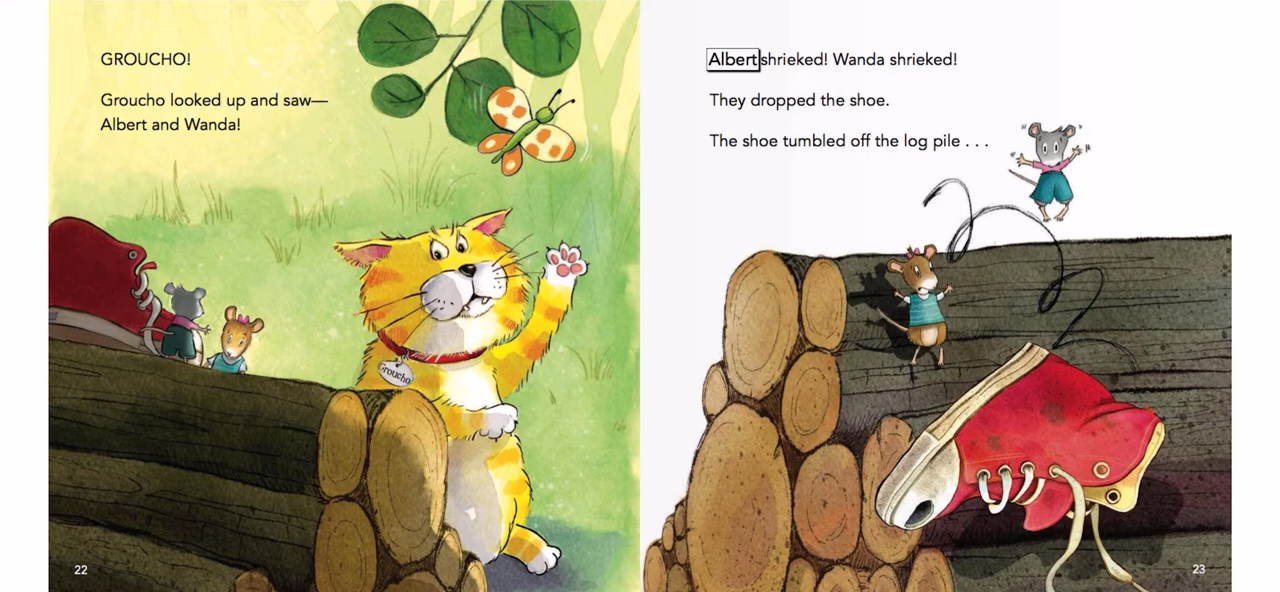 GROUCHO!
Groucho looked up and saw—
Albert and Wanda!
Groucho
22
Albert shrieked! Wanda shrieked!
They dropped the shoe.
The shoe tumbled off the log pile . . .
23